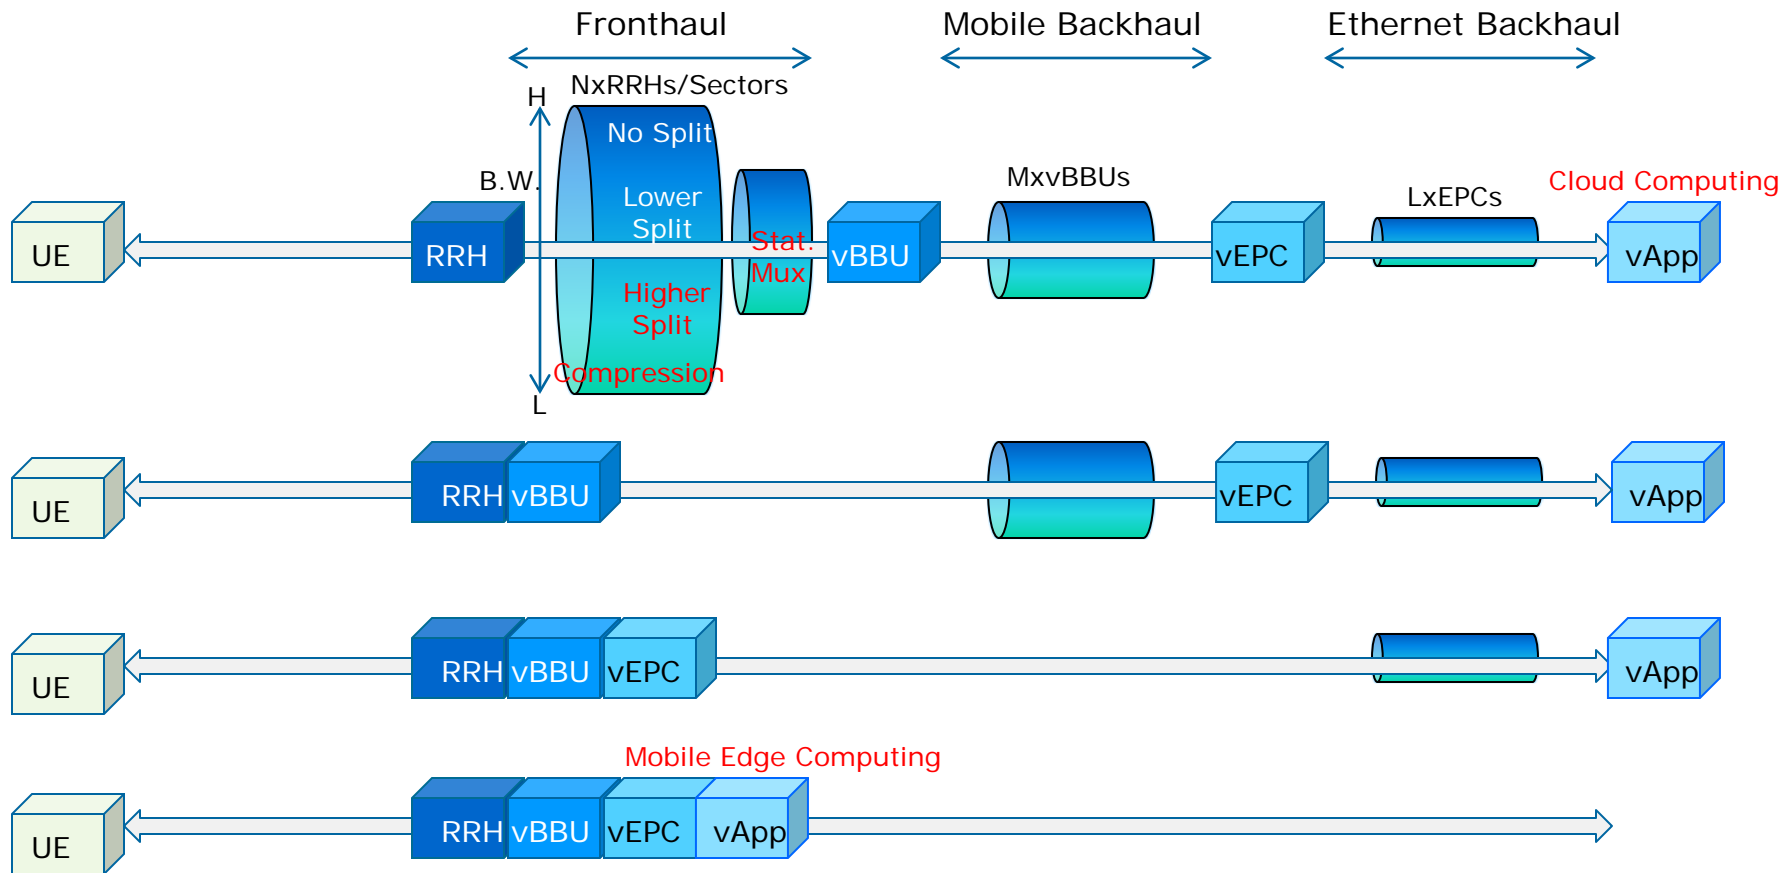 Fronthaul
Mobile Backhaul
Ethernet Backhaul
NxRRHs/Sectors
H
No Split
B.W.
Lower
Split
Stat.
Mux
Higher
Split
Compression
L
MxvBBUs
LxEPCs
Cloud Computing
UE
RRH
vBBU
vEPC
vApp
UE
RRH
vBBU
vEPC
vApp
UE
RRH
vBBU
vEPC
vApp
Mobile Edge Computing
UE
RRH
vBBU
vEPC
vApp